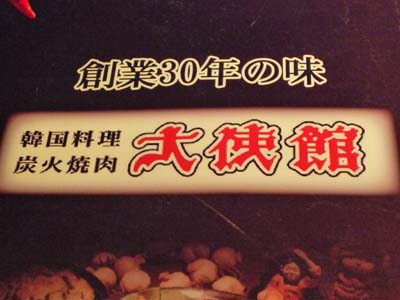 創業30年の味
韓国料理
炭火焼肉
大使館